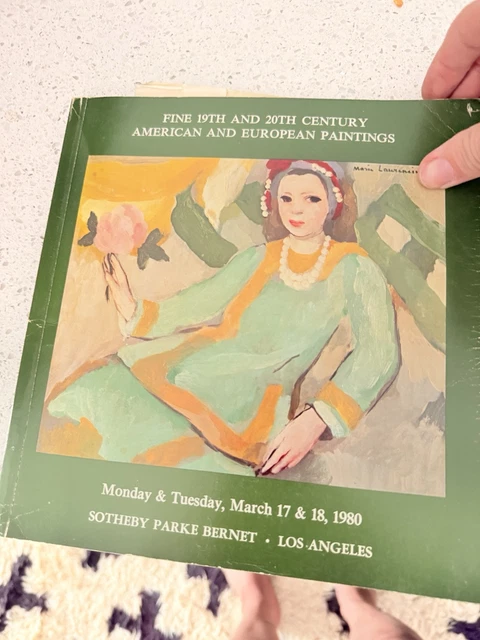 FINE 19TH AND 20TH CENTURY
AMERICAN AND EUROPEAN PAINTINGS
Marie Laurencin
Monday & Tuesday, March 17 & 18, 1980
SOTHEBY PARKE BERNET • LOS ANGELES